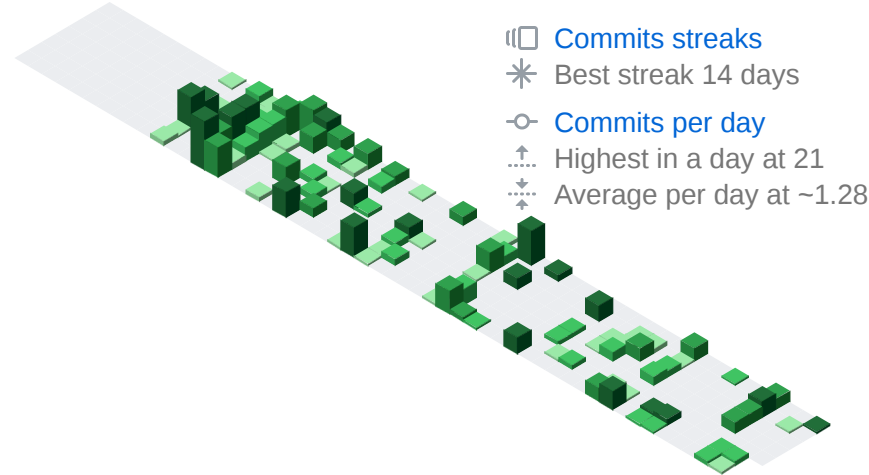 Commits streaks
Best streak 14 days
Commits per day
Highest in a day at 21
Average per day at ~1.28